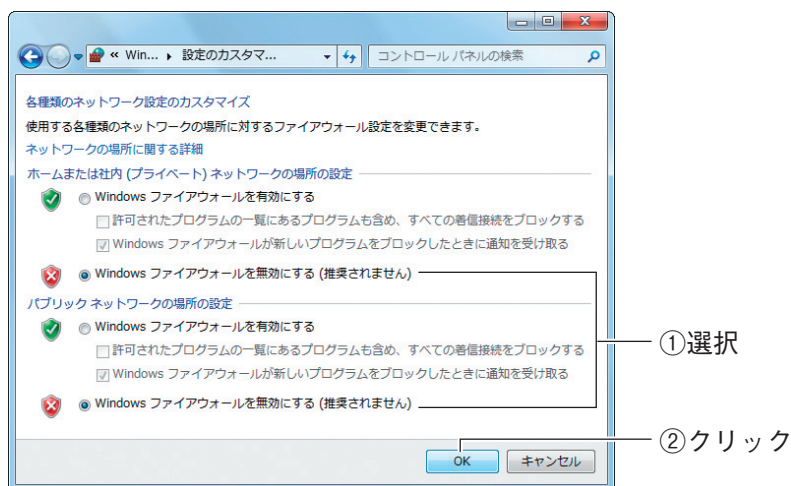 « Win... ▸ 設定のカスタマ...
コントロール パネルの検索
各種類のネットワーク設定のカスタマイズ
使用する各種類のネットワークの場所に対するファイアウォール設定を変更できます。
ネットワークの場所に関する詳細
ホームまたは社内 (プライベート) ネットワークの場所の設定
Windows ファイアウォールを有効にする
許可されたプログラムの一覧にあるプログラムも含め、すべての着信接続をブロックする
Windows ファイアウォールが新しいプログラムをブロックしたときに通知を受け取る
Windows ファイアウォールを無効にする (推奨されません)
パブリック ネットワークの場所の設定
Windows ファイアウォールを有効にする
許可されたプログラムの一覧にあるプログラムも含め、すべての着信接続をブロックする
Windows ファイアウォールが新しいプログラムをブロックしたときに通知を受け取る
Windows ファイアウォールを無効にする (推奨されません)
①選択
②クリック
OK キャンセル